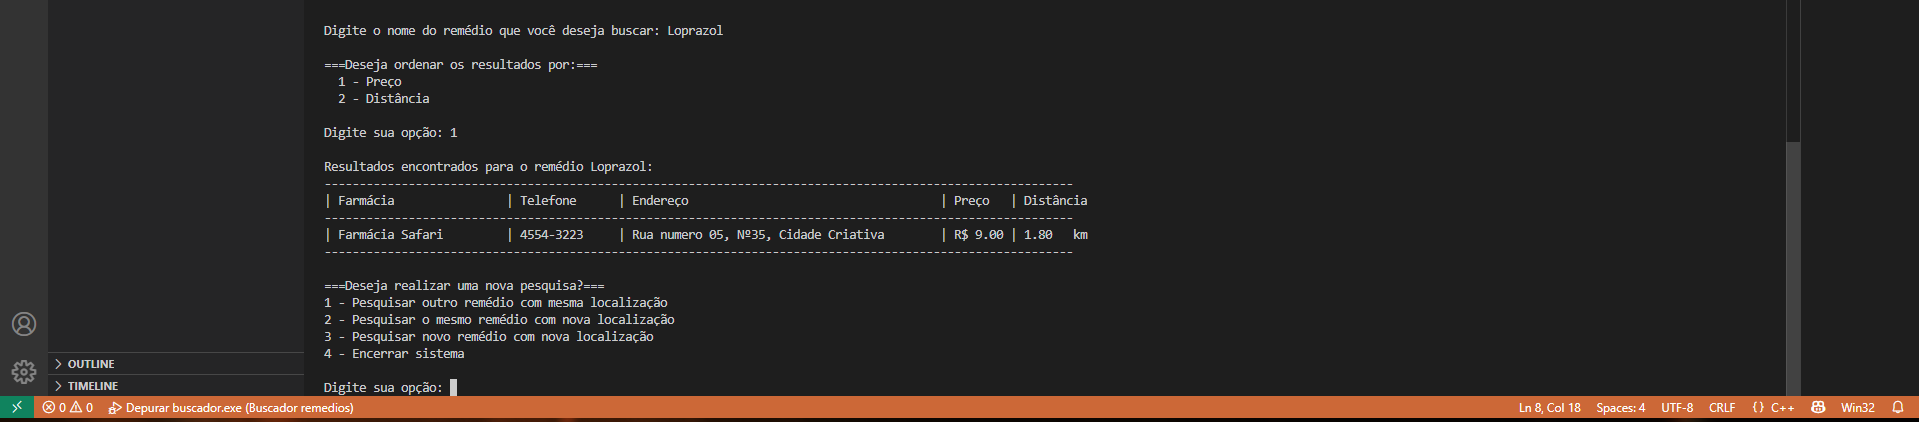 Digite o nome do remédio que você deseja buscar: Loprazol
===Deseja ordenar os resultados por:===
1 - Preço
2 - Distância
Digite sua opção: 1
Resultados encontrados para o remédio Loprazol:
-----------------------------------------------------------------------------------------------------------
| Farmácia | Telefone | Endereço | Preço | Distância
-----------------------------------------------------------------------------------------------------------
| Farmácia Safari | 4554-3223 | Rua numero 05, Nº35, Cidade Criativa | R$ 9.00 | 1.80 km
-----------------------------------------------------------------------------------------------------------
===Deseja realizar uma nova pesquisa?===
1 - Pesquisar outro remédio com mesma localização
2 - Pesquisar o mesmo remédio com nova localização
3 - Pesquisar novo remédio com nova localização
4 - Encerrar sistema
Digite sua opção:
OUTLINE
TIMELINE
0 0 Depurar buscador.exe (Buscador remedios) Ln 8, Col 18 Spaces: 4 UTF-8 CRLF {} C++ Win32